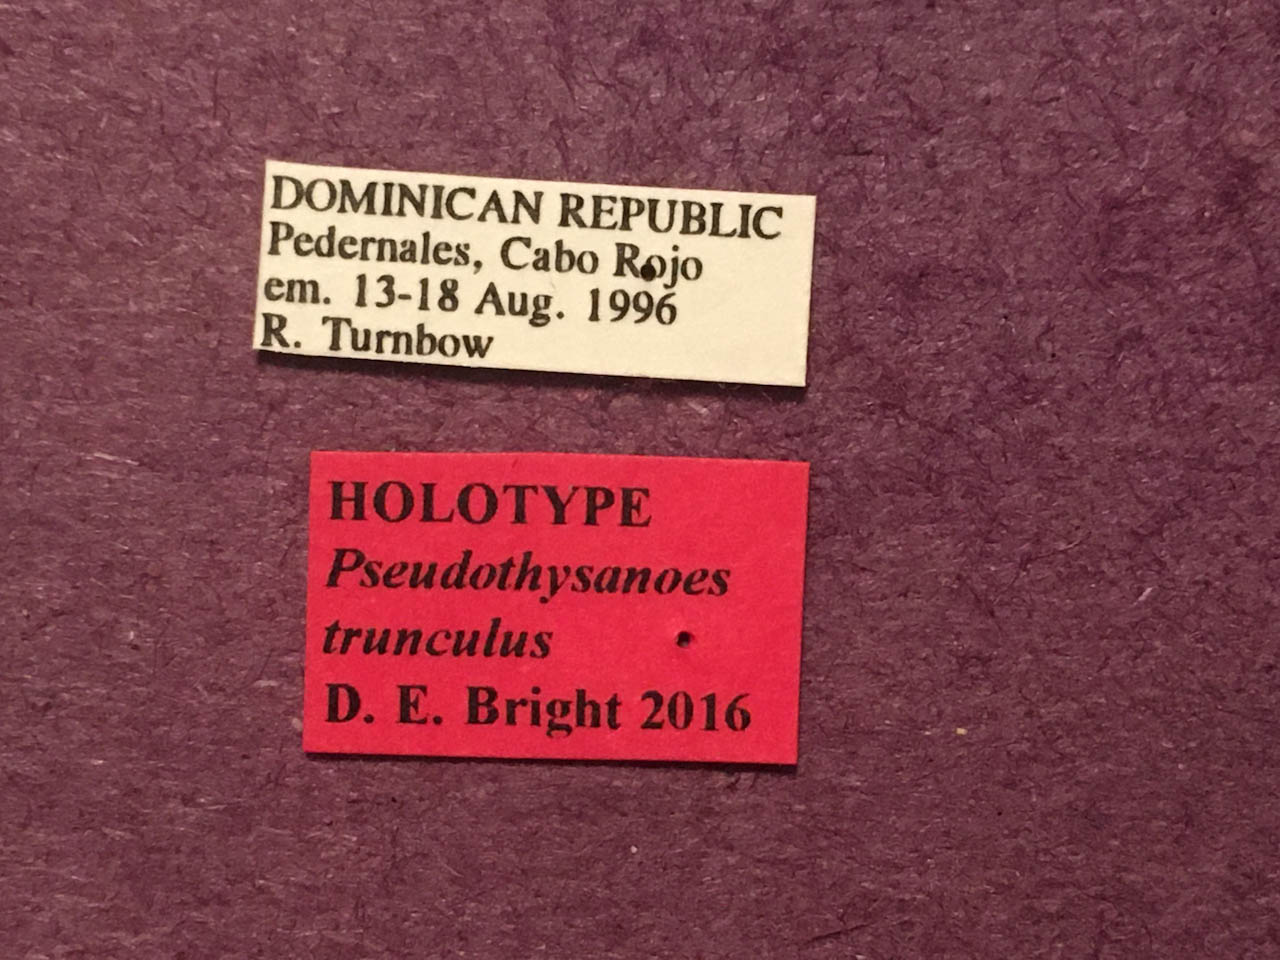 DOMINICAN REPUBLIC
Pedernales, Cabo Rojo
em. 13-18 Aug. 1996
R. Turnbow
HOLOTYPE
Pseudothysanoes
trunculus
D. E. Bright 2016